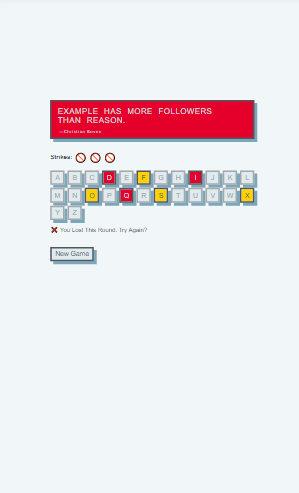 EXAMPLE HAS MORE FOLLOWERS
THAN REASON.
—Christian Bovee
Strikes:
A B C D E F G H I J K L
M N O P Q R S T U V W X
Y Z
You Lost This Round. Try Again?
New Game